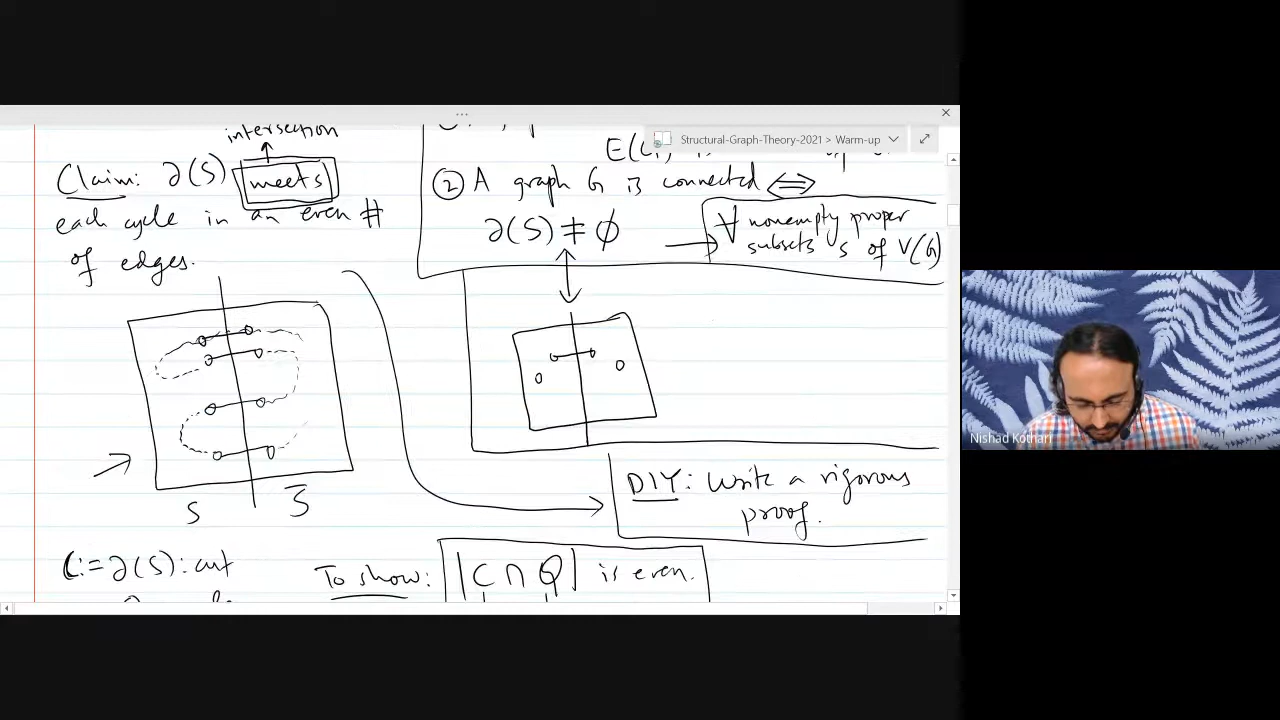 intersection
Claim: ∂(S) meets
each cycle in an even #
of edges.
S S̅
C := ∂(S): cut
To show: |C ∩ Q| is even.
Structural-Graph-Theory-2021 > Warm-up
② A graph G is connected ⟺
∂(S) ≠ ∅ → ∀ nonempty proper
subsets S of V(G)
DIY: Write a rigorous
proof.
Nishad Kothari